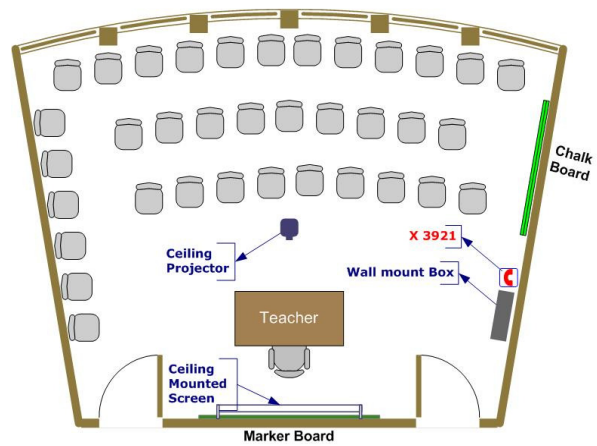 Chalk
Board
X 3921
Ceiling
Projector
Wall mount Box
Teacher
Ceiling
Mounted
Screen
Marker Board